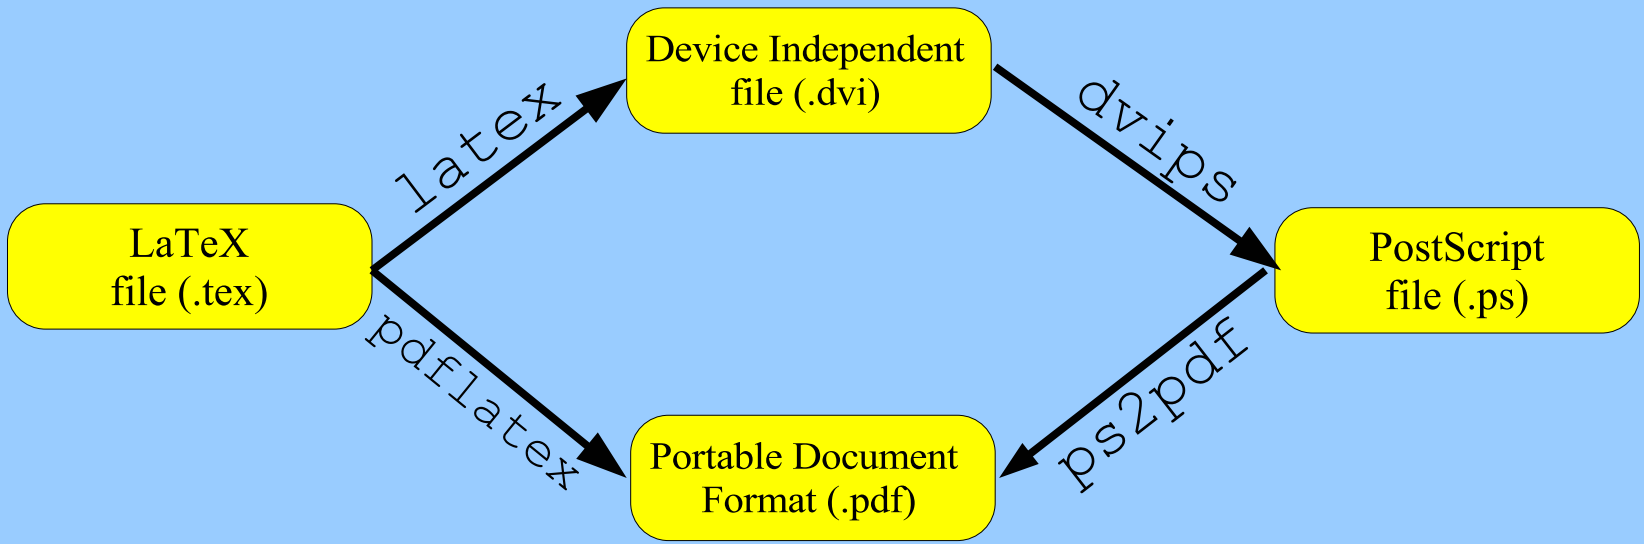 Device Independent
file (.dvi)
latex
dvips
LaTeX
file (.tex)
PostScript
file (.ps)
pdflatex
ps2pdf
Portable Document
Format (.pdf)